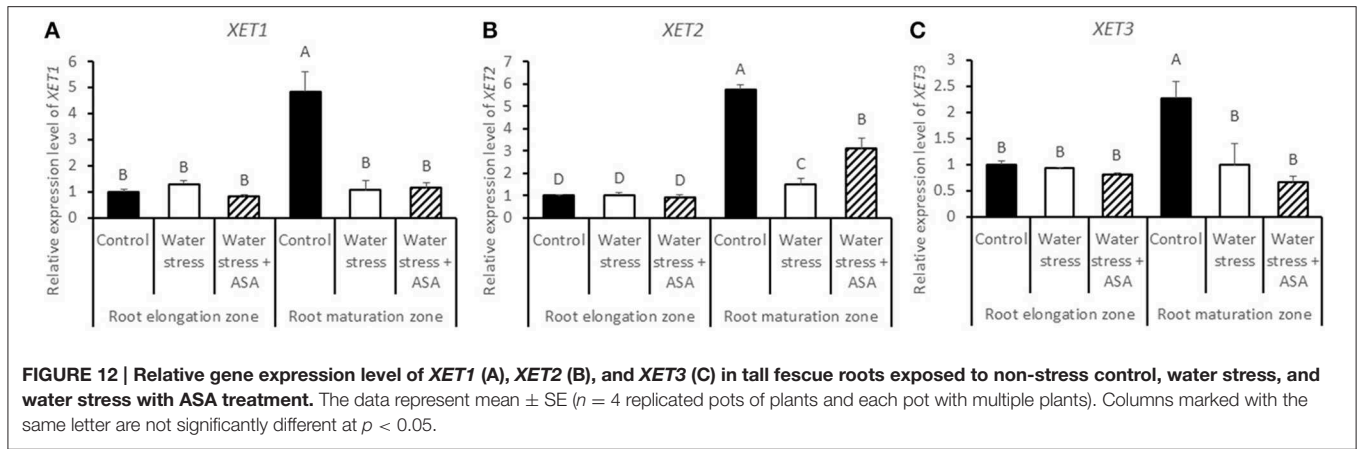 A
XET1
Relative expression level of XET1
6
5
4
3
2
1
0
B
B
B
A
B
B
Control
Water stress
Water stress + ASA
Control
Water stress
Water stress + ASA
Root elongation zone
Root maturation zone
B
XET2
Relative expression level of XET2
7
6
5
4
3
2
1
0
D
D
D
A
C
B
Control
Water stress
Water stress + ASA
Control
Water stress
Water stress + ASA
Root elongation zone
Root maturation zone
C
XET3
Relative expression level of XET3
3
2.5
2
1.5
1
0.5
0
B
B
B
A
B
B
Control
Water stress
Water stress + ASA
Control
Water stress
Water stress + ASA
Root elongation zone
Root maturation zone
FIGURE 12 | Relative gene expression level of XET1 (A), XET2 (B), and XET3 (C) in tall fescue roots exposed to non-stress control, water stress, and
water stress with ASA treatment. The data represent mean ± SE (n = 4 replicated pots of plants and each pot with multiple plants). Columns marked with the
same letter are not significantly different at p < 0.05.